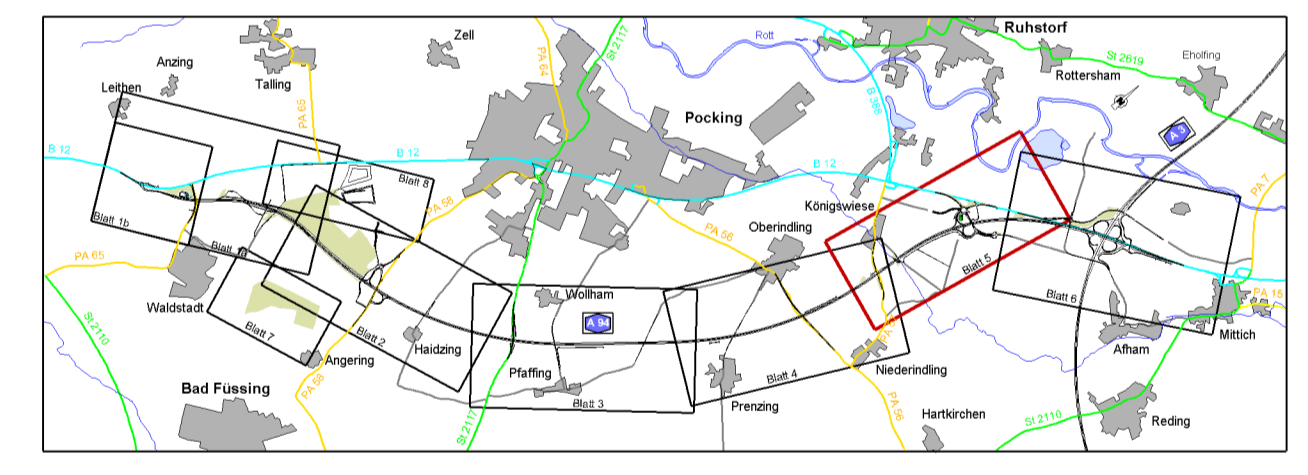 Ruhstorf
Zell
Rott
Anzing
Talling
PA 64
St 2117
St 2619
Eholfing
Rottersham
Leithen
PA 65
B 388
A 3
Pocking
B 12
B 12
B 12
Blatt 8
PA 7
Königswiese
PA 58
Blatt 1b
PA 56
Oberindling
Blatt 1a
PA 65
Blatt 5
Waldstadt
Wollham
Blatt 6
PA 15
St 2110
Blatt 7
Blatt 2
A 94
Mittich
Haidzing
Afham
Angering
Pfaffing
Niederindling
Blatt 4
Bad Füssing
PA 58
Blatt 3
Prenzing
PA 56
Hartkirchen
St 2117
St 2110
Reding